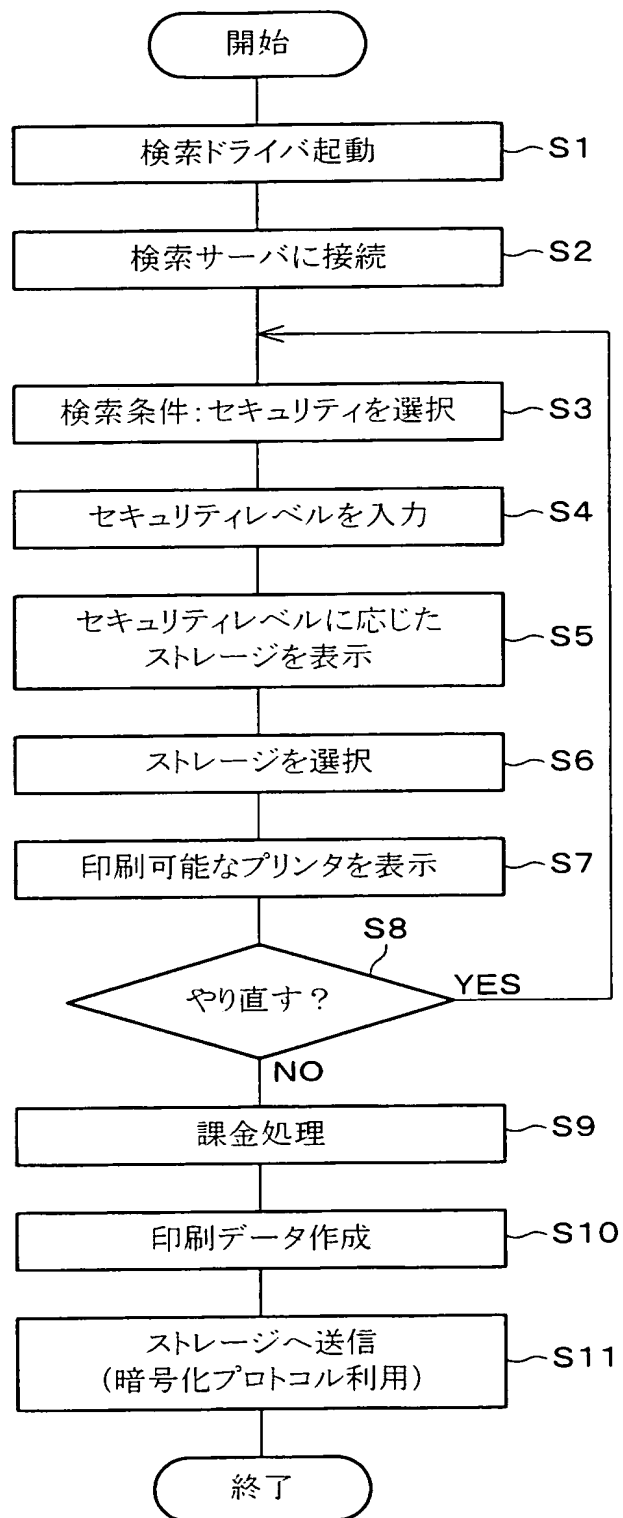 開始
検索ドライバ起動 S1
検索サーバに接続 S2
検索条件:セキュリティを選択 S3
セキュリティレベルを入力 S4
セキュリティレベルに応じた
ストレージを表示 S5
ストレージを選択 S6
印刷可能なプリンタを表示 S7
S8
やり直す? YES
NO
課金処理 S9
印刷データ作成 S10
ストレージへ送信
(暗号化プロトコル利用) S11
終了